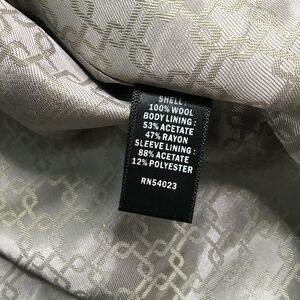 SHELL:
100% WOOL
BODY LINING:
53% ACETATE
47% RAYON
SLEEVE LINING:
88% ACETATE
12% POLYESTER
RN54023